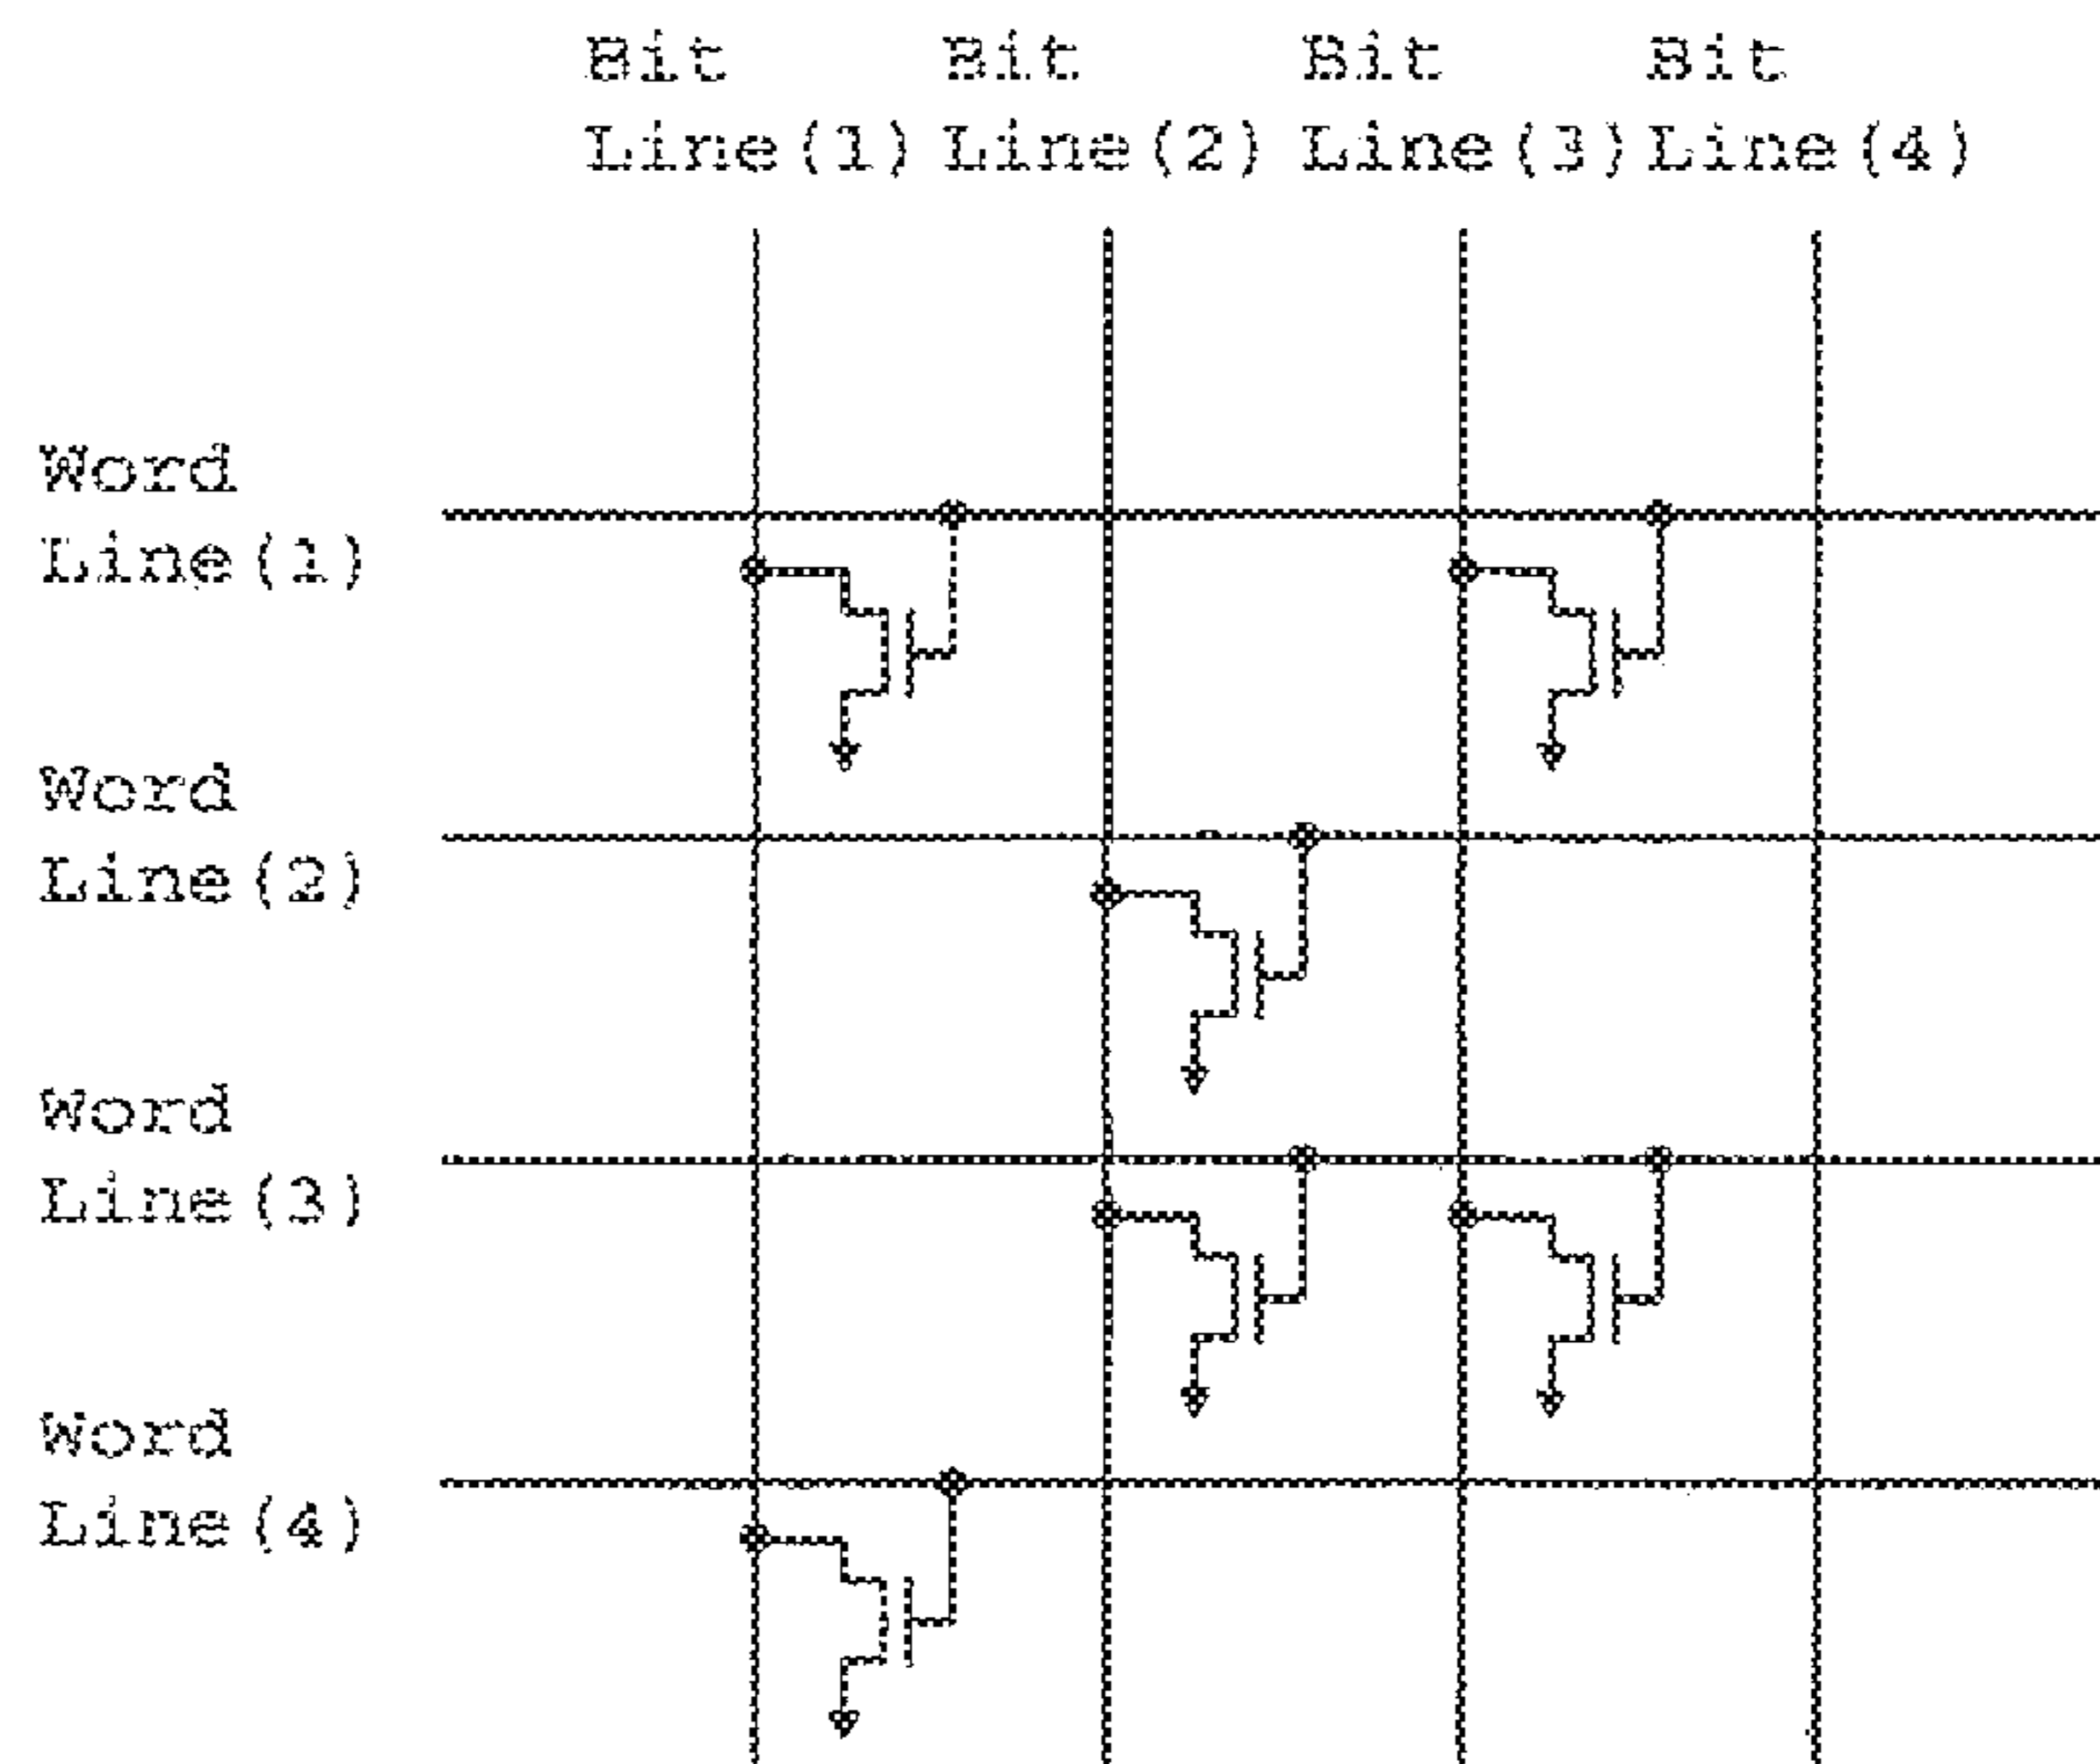 Bit Bit Bit Bit
Line(1) Line(2) Line(3) Line(4)
Word
Line(1)
Word
Line(2)
Word
Line(3)
Word
Line(4)